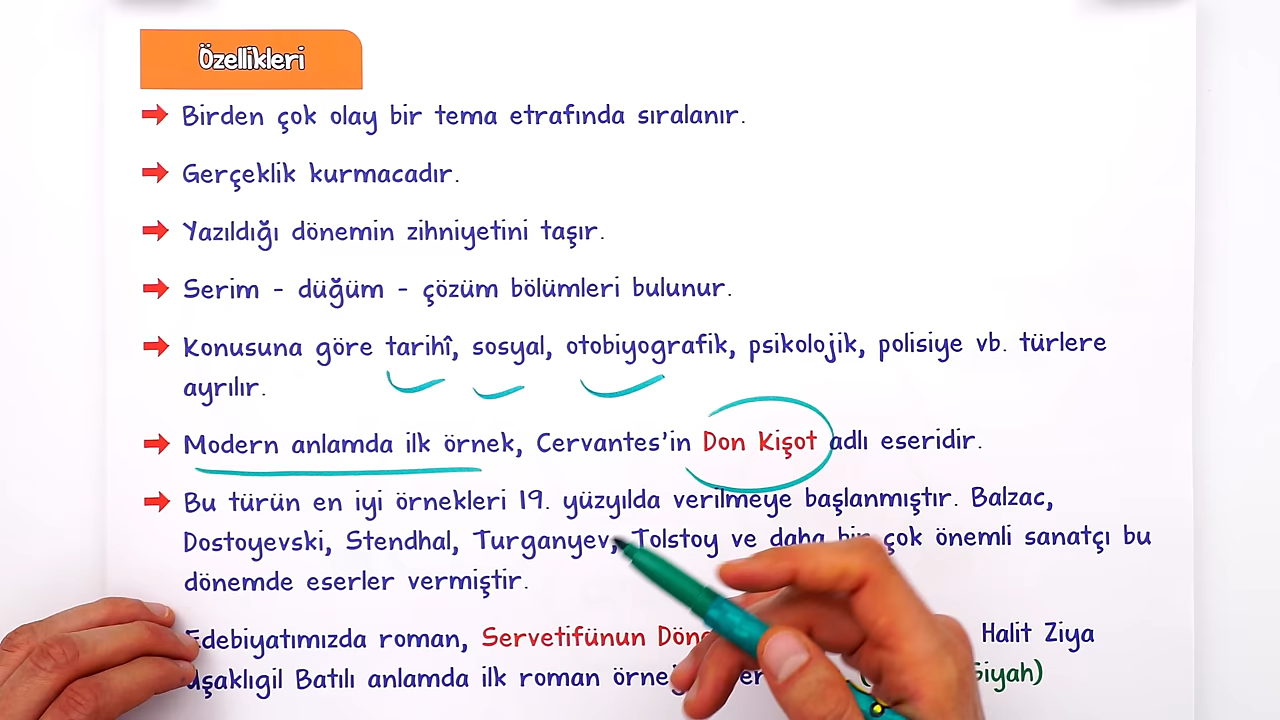 Özellikleri
Birden çok olay bir tema etrafında sıralanır.
Gerçeklik kurmacadır.
Yazıldığı dönemin zihniyetini taşır.
Serim - düğüm - çözüm bölümleri bulunur.
Konusuna göre tarihî, sosyal, otobiyografik, psikolojik, polisiye vb. türlere
ayrılır.
Modern anlamda ilk örnek, Cervantes'in Don Kişot adlı eseridir.
Bu türün en iyi örnekleri 19. yüzyılda verilmeye başlanmıştır. Balzac,
Dostoyevski, Stendhal, Turganyev, Tolstoy ve daha bir çok önemli sanatçı bu
dönemde eserler vermiştir.
Edebiyatımızda roman, Servetifünun Halit Ziya
Uşaklıgil Batılı anlamda ilk roman Siyah)